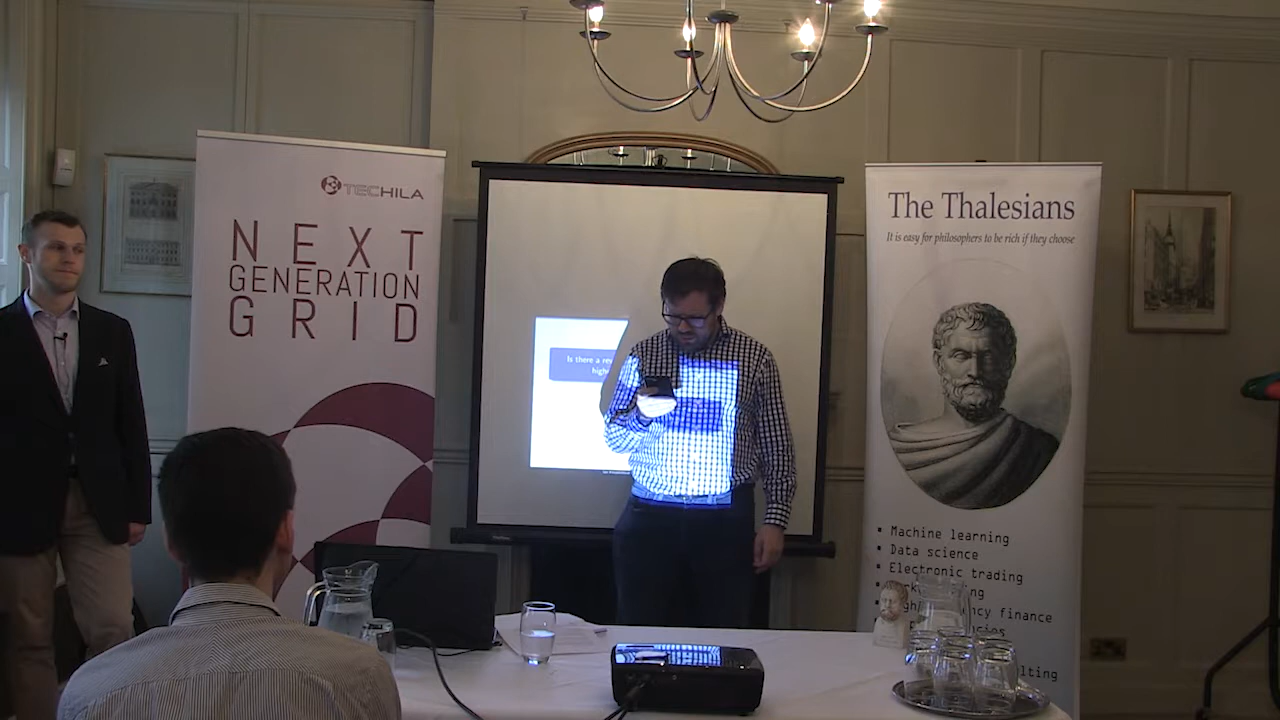 TECHILA
NEXT
GENERATION
GRID
Is there a
high
The Thalesians
It is easy for philosophers to be rich if they choose
Machine learning
Data science
Electronic trading
finance